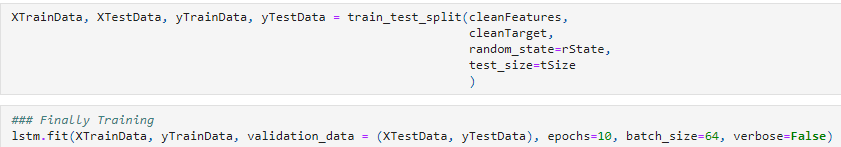 XTrainData, XTestData, yTrainData, yTestData = train_test_split(cleanFeatures,
cleanTarget,
random_state=rState,
test_size=tSize
)
### Finally Training
lstm.fit(XTrainData, yTrainData, validation_data = (XTestData, yTestData), epochs=10, batch_size=64, verbose=False)